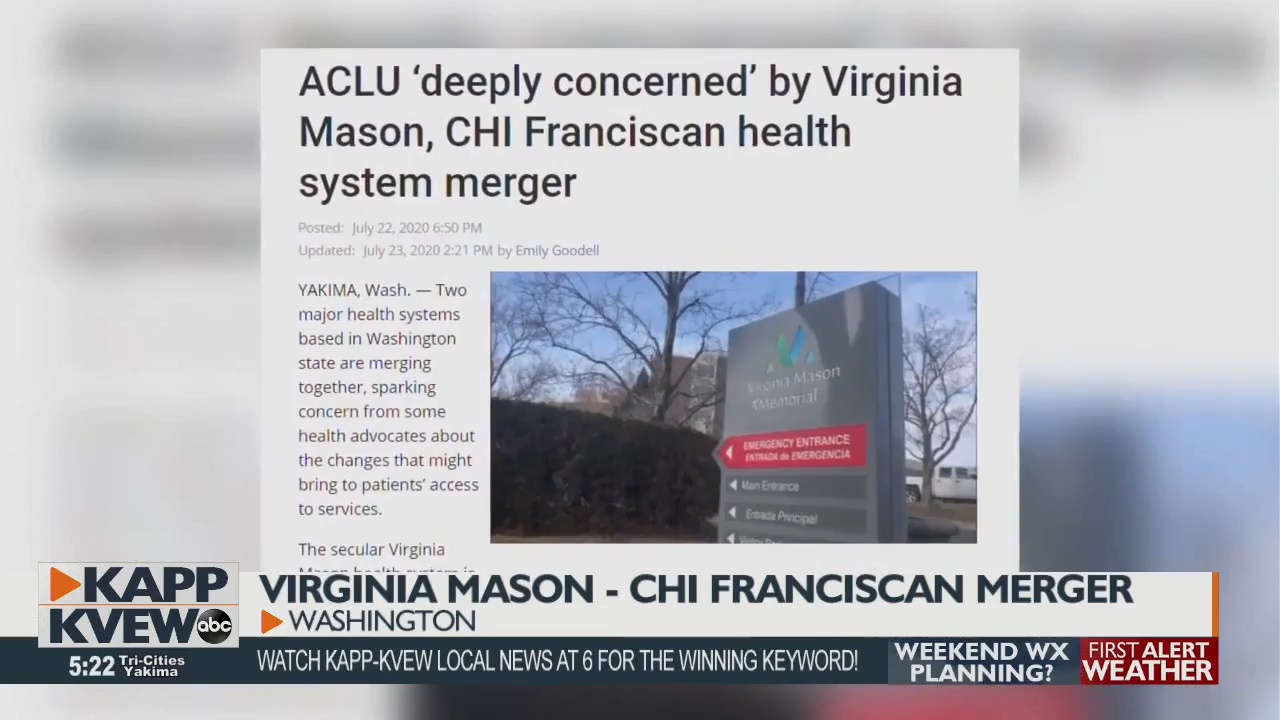 ACLU ‘deeply concerned’ by Virginia
Mason, CHI Franciscan health
system merger
Posted: July 22, 2020 6:50 PM
Updated: July 23, 2020 2:21 PM by Emily Goodell
YAKIMA, Wash. — Two
major health systems
based in Washington
state are merging
together, sparking
concern from some
health advocates about
the changes that might
bring to patients’ access
to services.
The secular Virginia
Virginia Mason
Memorial
EMERGENCY ENTRANCE
ENTRADA de EMERGENCIA
Main Entrance
Entrada Principal
KAPP
KVEW abc
VIRGINIA MASON - CHI FRANCISCAN MERGER
WASHINGTON
5:22 Tri-Cities
Yakima
WATCH KAPP-KVEW LOCAL NEWS AT 6 FOR THE WINNING KEYWORD!
WEEKEND WX
PLANNING?
FIRST ALERT
WEATHER